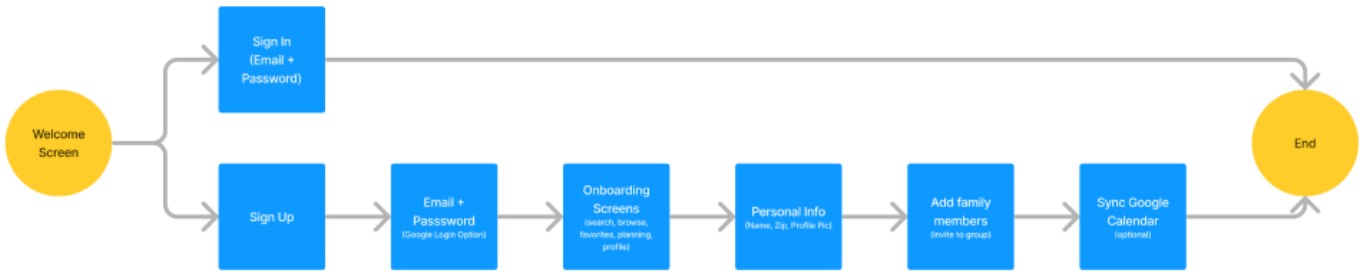 Welcome
Screen
Sign In
(Email +
Password)
Sign Up
Email +
Passsword
(Google Login Option)
Onboarding
Screens
(search, browse,
favorites, planning,
profile)
Personal Info
(Name, Zip, Profile Pic)
Add family
members
(invite to group)
Sync Google
Calendar
(optional)
End